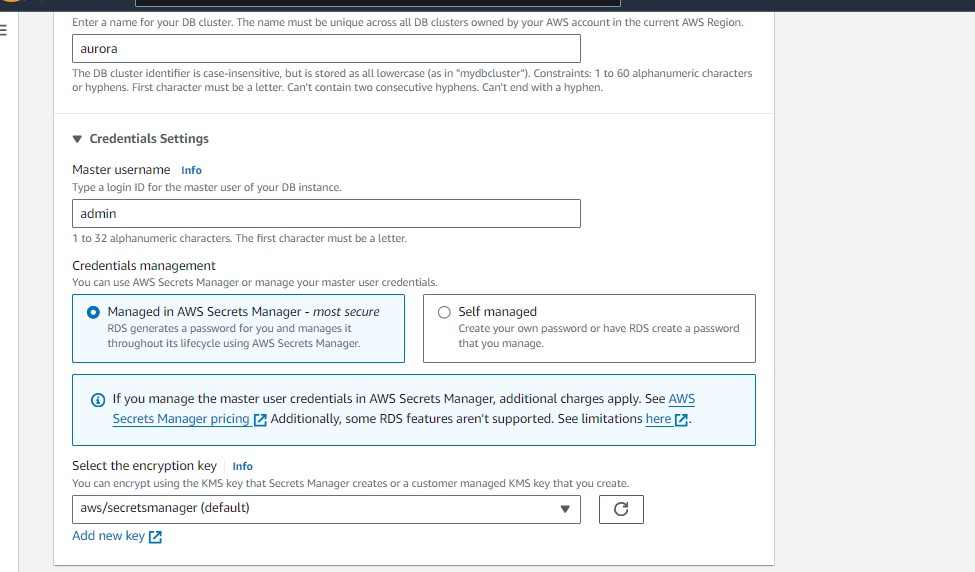 Enter a name for your DB cluster. The name must be unique across all DB clusters owned by your AWS account in the current AWS Region.
aurora
The DB cluster identifier is case-insensitive, but is stored as all lowercase (as in "mydbcluster"). Constraints: 1 to 60 alphanumeric characters
or hyphens. First character must be a letter. Can't contain two consecutive hyphens. Can't end with a hyphen.
Credentials Settings
Master username Info
Type a login ID for the master user of your DB instance.
admin
1 to 32 alphanumeric characters. The first character must be a letter.
Credentials management
You can use AWS Secrets Manager or manage your master user credentials.
Managed in AWS Secrets Manager - most secure
RDS generates a password for you and manages it
throughout its lifecycle using AWS Secrets Manager.
Self managed
Create your own password or have RDS create a password
that you manage.
If you manage the master user credentials in AWS Secrets Manager, additional charges apply. See AWS
Secrets Manager pricing Additionally, some RDS features aren't supported. See limitations here.
Select the encryption key Info
You can encrypt using the KMS key that Secrets Manager creates or a customer managed KMS key that you create.
aws/secretsmanager (default)
Add new key